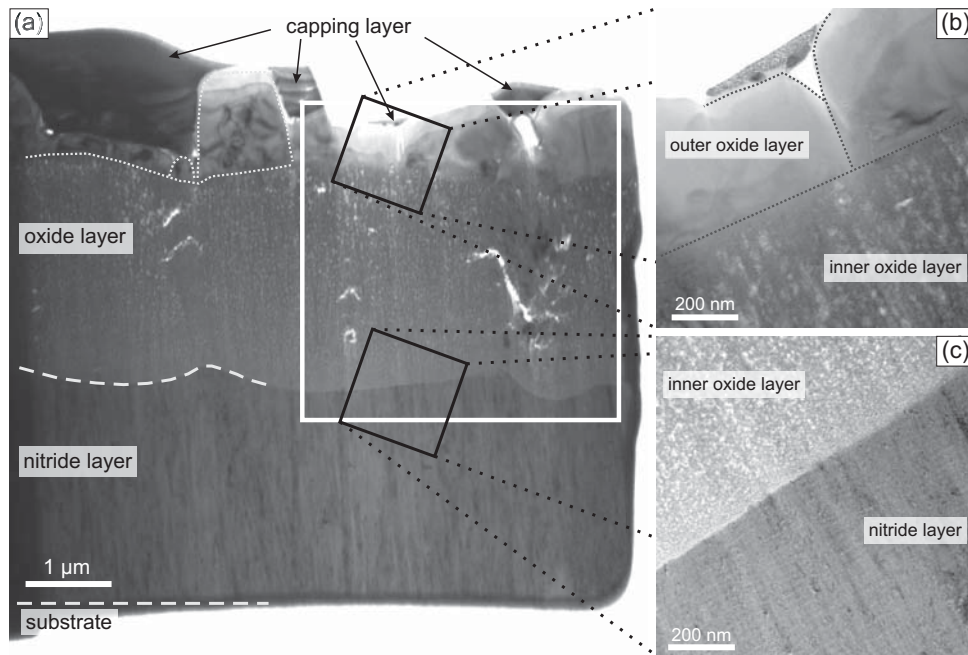 (a)
capping layer
oxide layer
nitride layer
1 µm
substrate
(b)
outer oxide layer
inner oxide layer
200 nm
(c)
inner oxide layer
nitride layer
200 nm